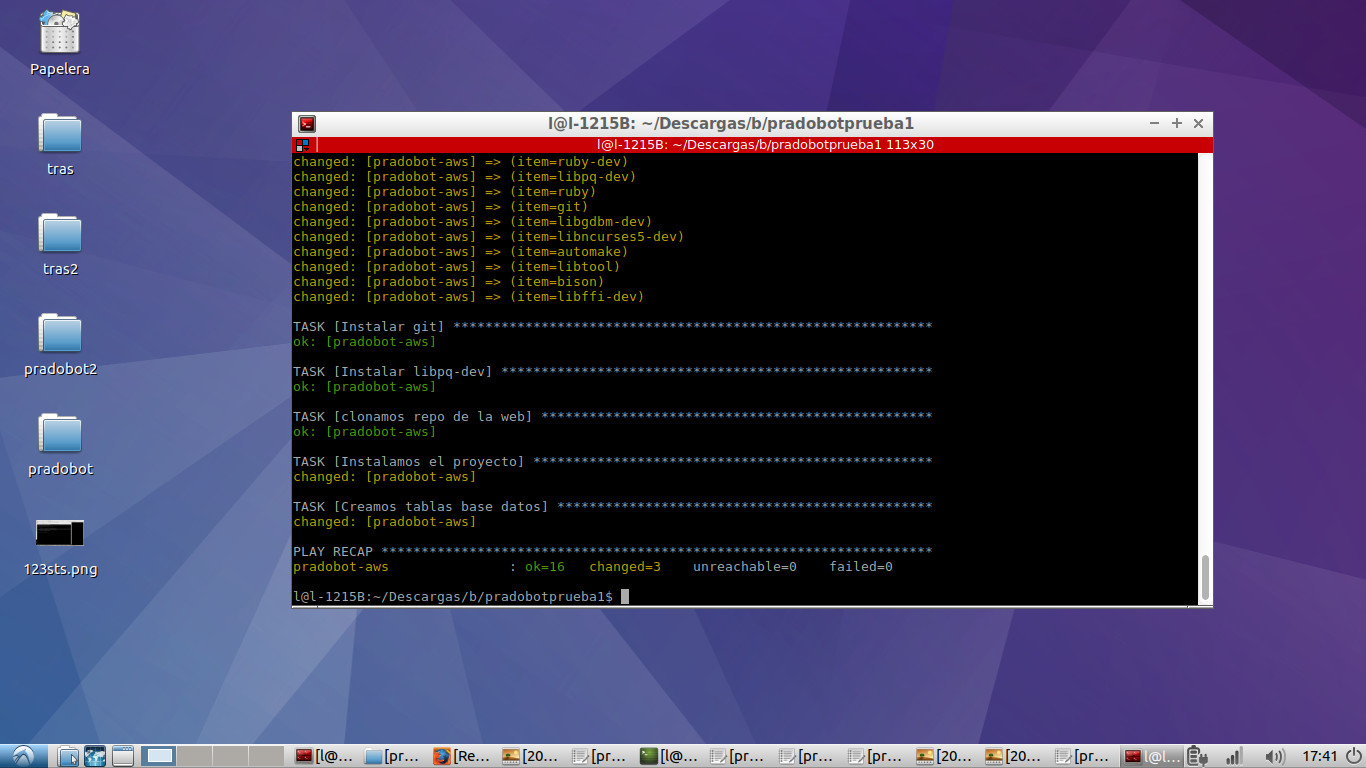 Papelera
tras
tras2
pradobot2
pradobot
123sts.png
l@l-1215B: ~/Descargas/b/pradobotprueba1
l@l-1215B: ~/Descargas/b/pradobotprueba1 113x30
changed: [pradobot-aws] => (item=ruby-dev)
changed: [pradobot-aws] => (item=libpq-dev)
changed: [pradobot-aws] => (item=ruby)
changed: [pradobot-aws] => (item=git)
changed: [pradobot-aws] => (item=libgdbm-dev)
changed: [pradobot-aws] => (item=libncurses5-dev)
changed: [pradobot-aws] => (item=automake)
changed: [pradobot-aws] => (item=libtool)
changed: [pradobot-aws] => (item=bison)
changed: [pradobot-aws] => (item=libffi-dev)
TASK [Instalar git] ************************************************************
ok: [pradobot-aws]
TASK [Instalar libpq-dev] ******************************************************
ok: [pradobot-aws]
TASK [clonamos repo de la web] *************************************************
ok: [pradobot-aws]
TASK [Instalamos el proyecto] **************************************************
changed: [pradobot-aws]
TASK [Creamos tablas base datos] ***********************************************
changed: [pradobot-aws]
PLAY RECAP *********************************************************************
pradobot-aws               : ok=16   changed=3    unreachable=0    failed=0
l@l-1215B:~/Descargas/b/pradobotprueba1$
[l@... [pr... [Re... [20... [pr... [l@... [pr... [pr... [pr... [20... [20... [pr... [l@l... 17:41